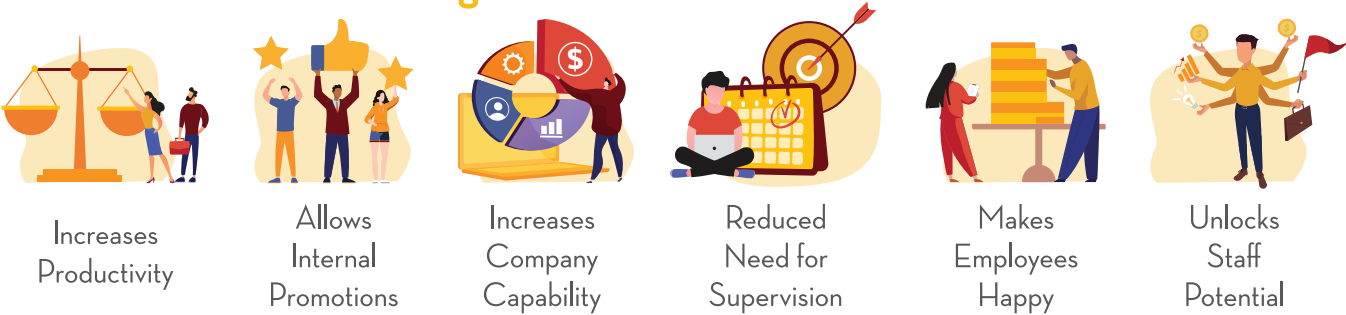 Increases
Productivity
Allows
Internal
Promotions
Increases
Company
Capability
Reduced
Need for
Supervision
Makes
Employees
Happy
Unlocks
Staff
Potential